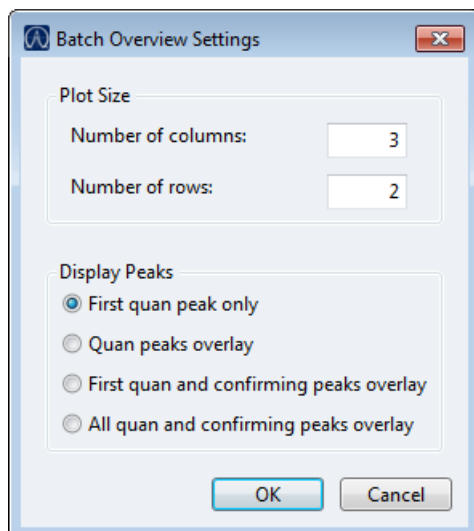 Batch Overview Settings
Plot Size
Number of columns: 3
Number of rows: 2
Display Peaks
First quan peak only
Quan peaks overlay
First quan and confirming peaks overlay
All quan and confirming peaks overlay
OK Cancel